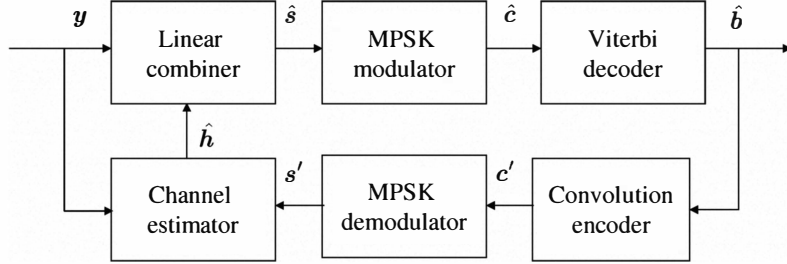 y
Linear
combiner
ŝ
MPSK
modulator
ĉ
Viterbi
decoder
b̂
ĥ
Channel
estimator
s′
MPSK
demodulator
c′
Convolution
encoder